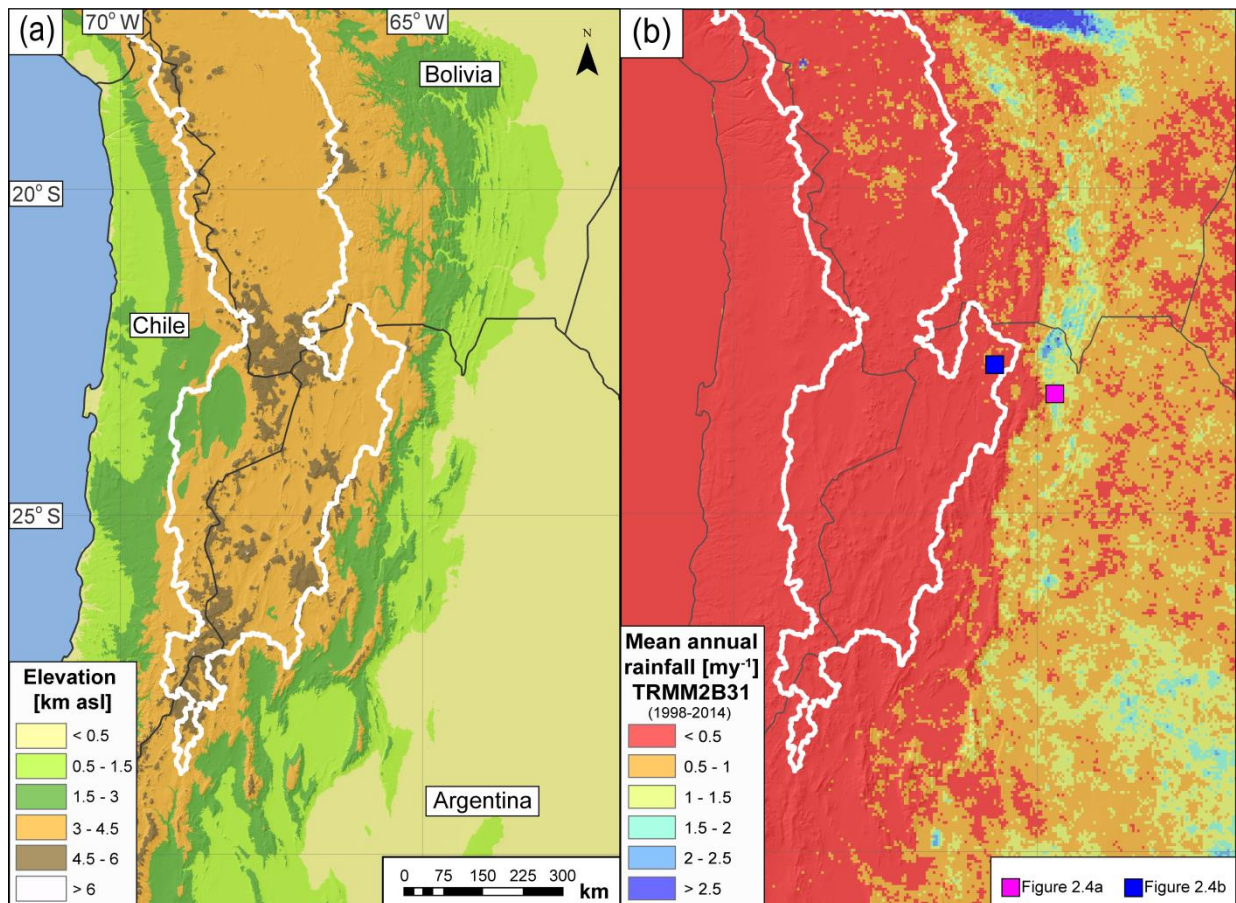 (a)
70° W
65° W
N
Bolivia
20° S
Chile
25° S
Argentina
Elevation
[km asl]
< 0.5
0.5 - 1.5
1.5 - 3
3 - 4.5
4.5 - 6
> 6
0 75 150 225 300
km
(b)
Mean annual
rainfall [my⁻¹]
TRMM2B31
(1998-2014)
< 0.5
0.5 - 1
1 - 1.5
1.5 - 2
2 - 2.5
> 2.5
Figure 2.4a Figure 2.4b